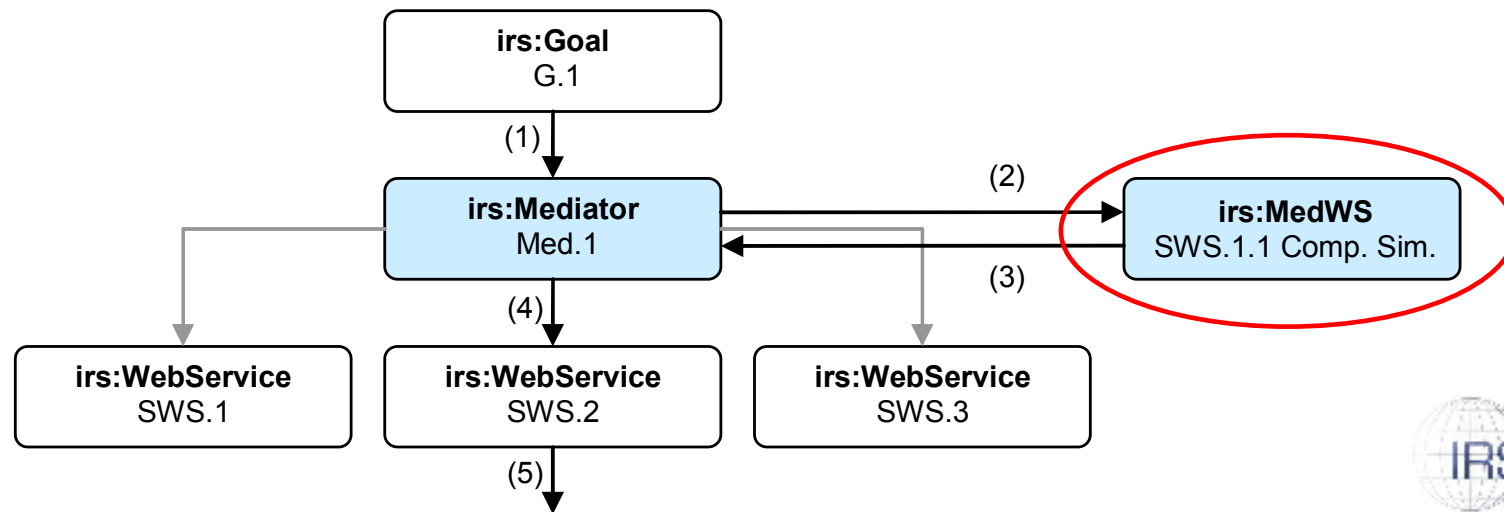 irs:Goal
G.1
(1)
(2)
irs:Mediator
Med.1
irs:MedWS
SWS.1.1 Comp. Sim.
(3)
(4)
irs:WebService
SWS.1
irs:WebService
SWS.2
irs:WebService
SWS.3
(5)
IRS